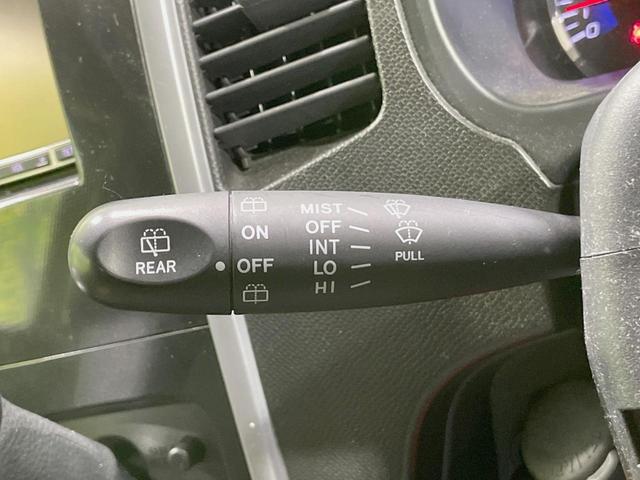 REAR
ON
OFF
MIST
OFF
INT
LO
HI
PULL